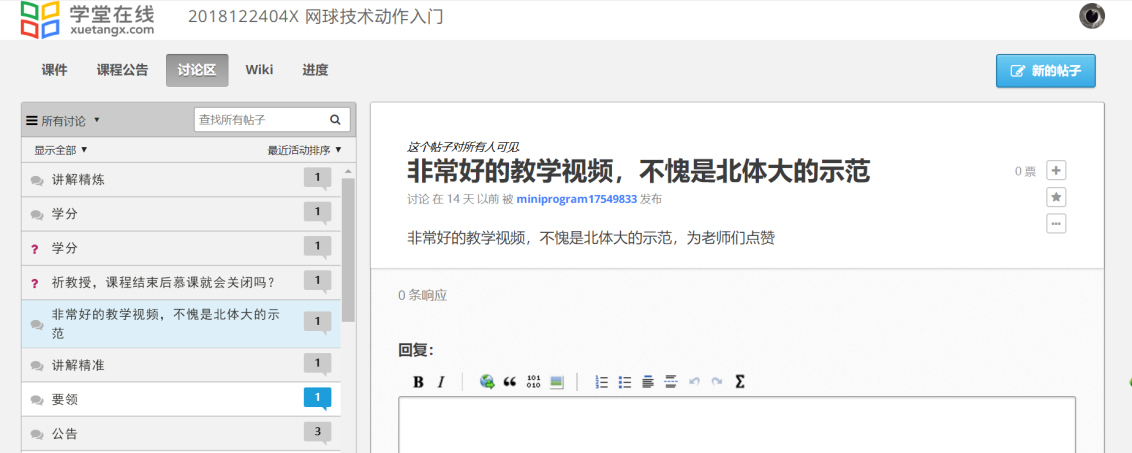 学堂在线
xuetangx.com
2018122404X 网球技术动作入门
课件 课程公告 讨论区 Wiki 进度
新的帖子
所有讨论
查找所有帖子
显示全部
最近活动排序
讲解精炼 1
学分 1
? 学分 1
? 祈教授，课程结束后慕课就会关闭吗？ 1
非常好的教学视频，不愧是北体大的示
范 1
讲解精准 1
要领 1
公告 3
这个帖子对所有人可见.
非常好的教学视频，不愧是北体大的示范
0 票
讨论 在 14 天 以前 被 miniprogram17549833 发布
非常好的教学视频，不愧是北体大的示范，为老师们点赞
0 条响应
回复：
B I 101 010 Σ